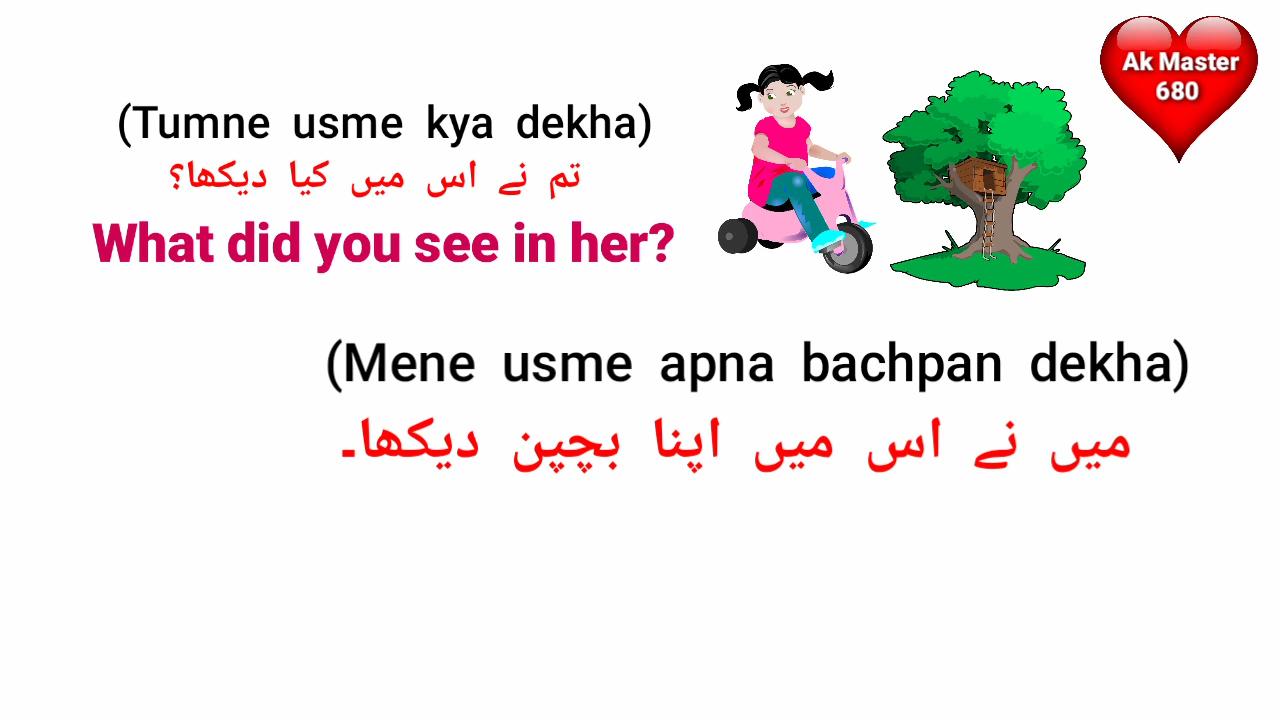 Ak Master
680
(Tumne usme kya dekha)
تم نے اس میں کیا دیکھا؟
What did you see in her?
(Mene usme apna bachpan dekha)
میں نے اس میں اپنا بچپن دیکھا۔